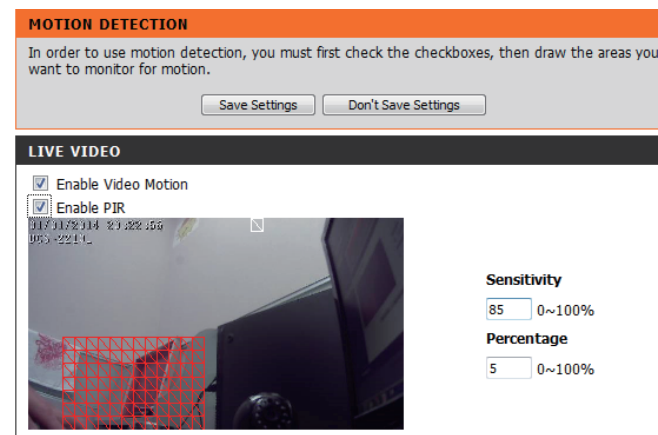 MOTION DETECTION
In order to use motion detection, you must first check the checkboxes, then draw the areas you
want to monitor for motion.
Save Settings Don't Save Settings
LIVE VIDEO
Enable Video Motion
Enable PIR
Sensitivity
85 0~100%
Percentage
5 0~100%